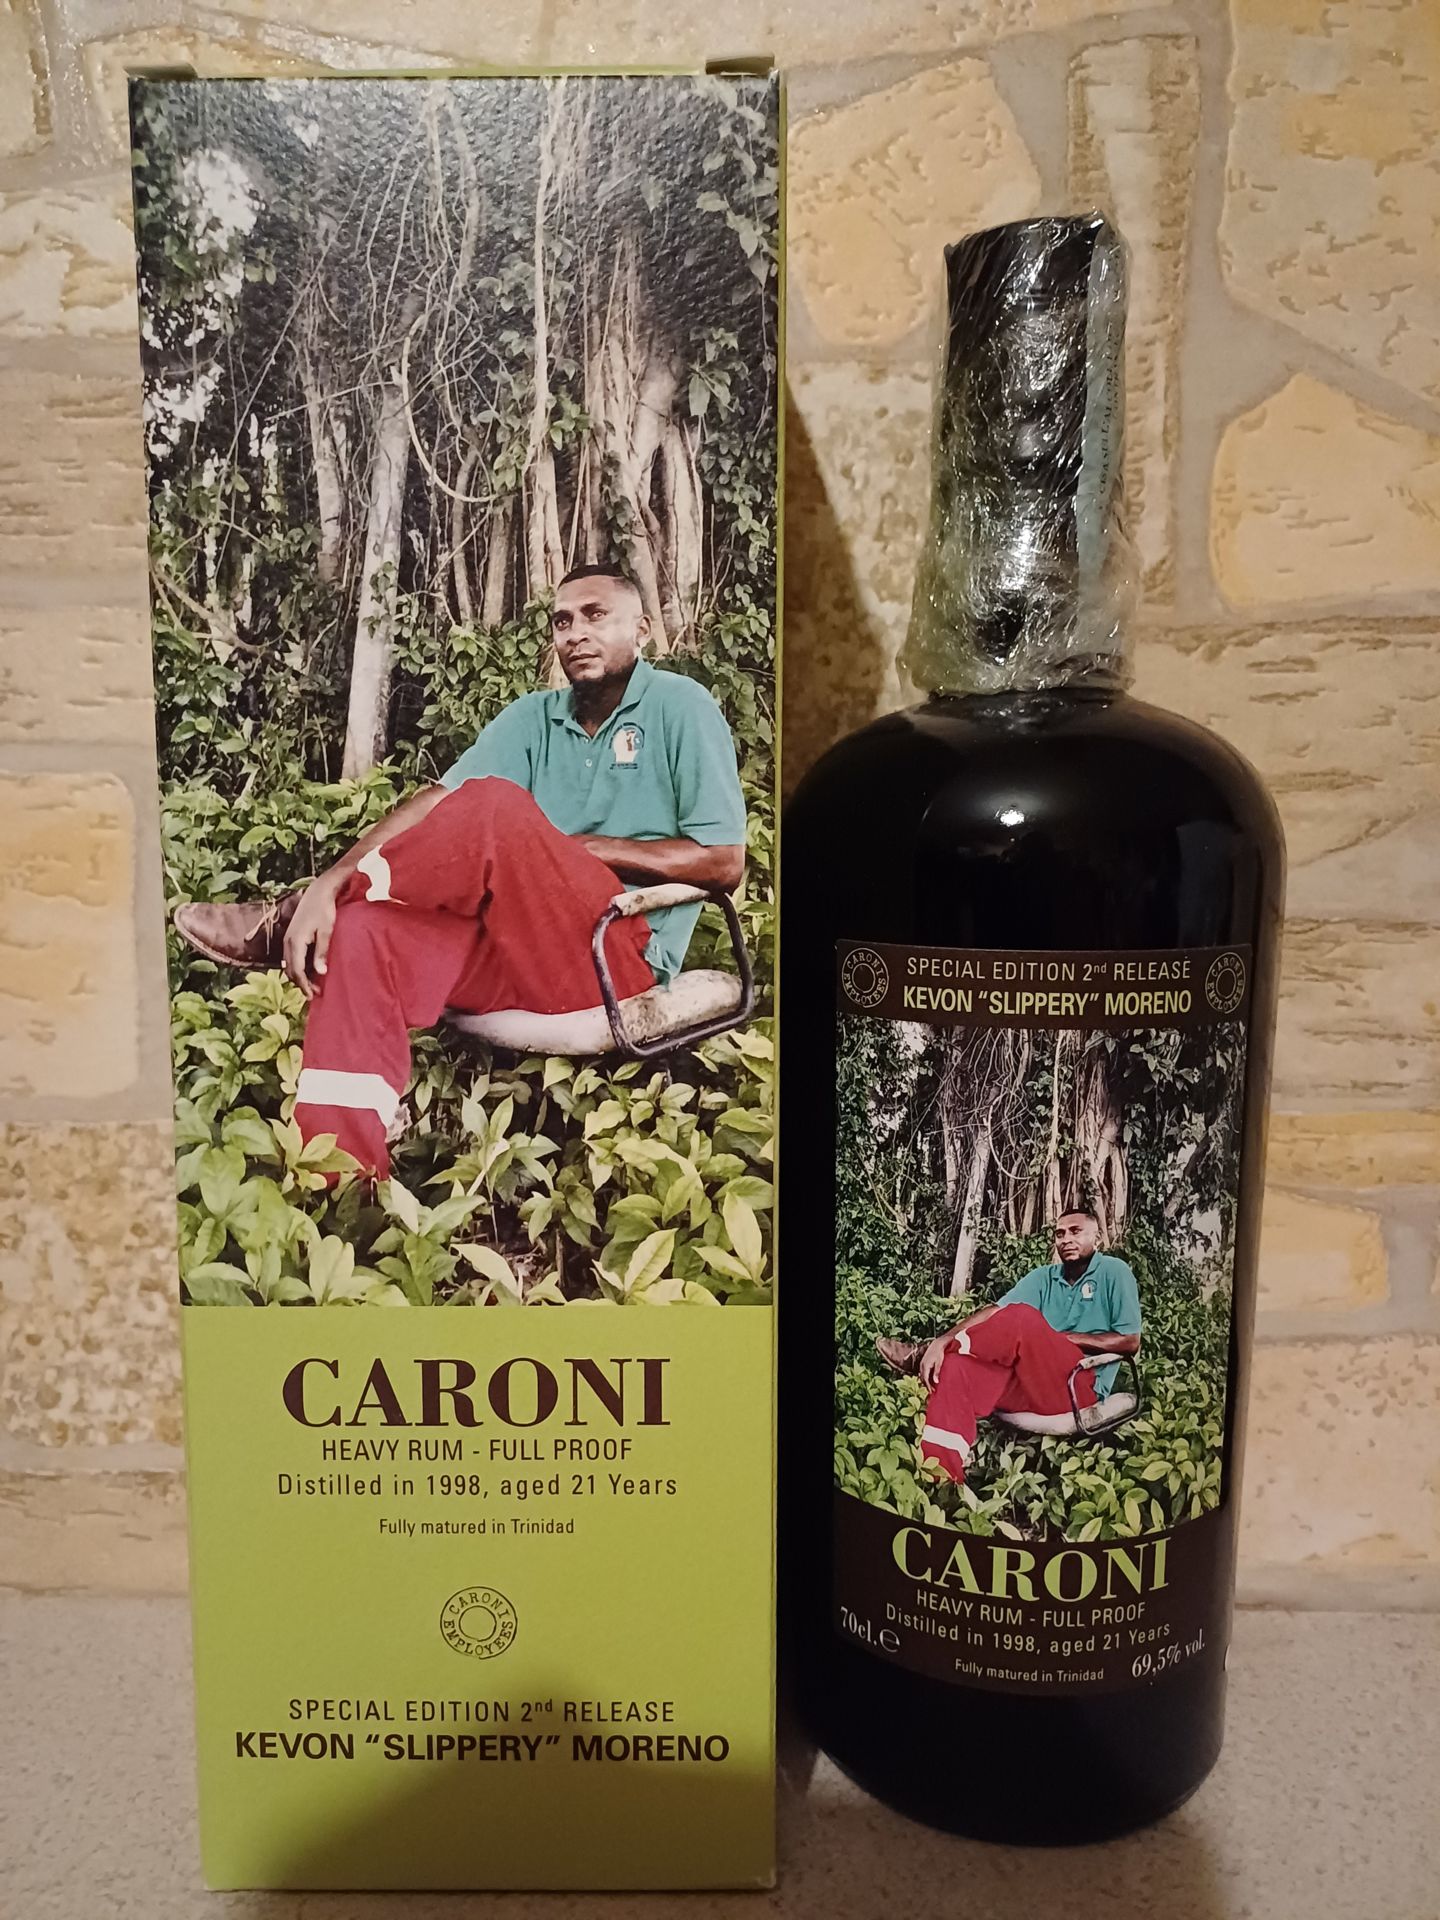 CARONI
HEAVY RUM - FULL PROOF
Distilled in 1998, aged 21 Years
Fully matured in Trinidad
CARONI EMPLOYEES
SPECIAL EDITION 2nd RELEASE
KEVON “SLIPPERY” MORENO
CARONI EMPLOYEES
SPECIAL EDITION 2nd RELEASE
KEVON “SLIPPERY” MORENO
CARONI EMPLOYEES
CARONI
HEAVY RUM - FULL PROOF
Distilled in 1998, aged 21 Years
70cl. ℮
Fully matured in Trinidad
69,5% vol.